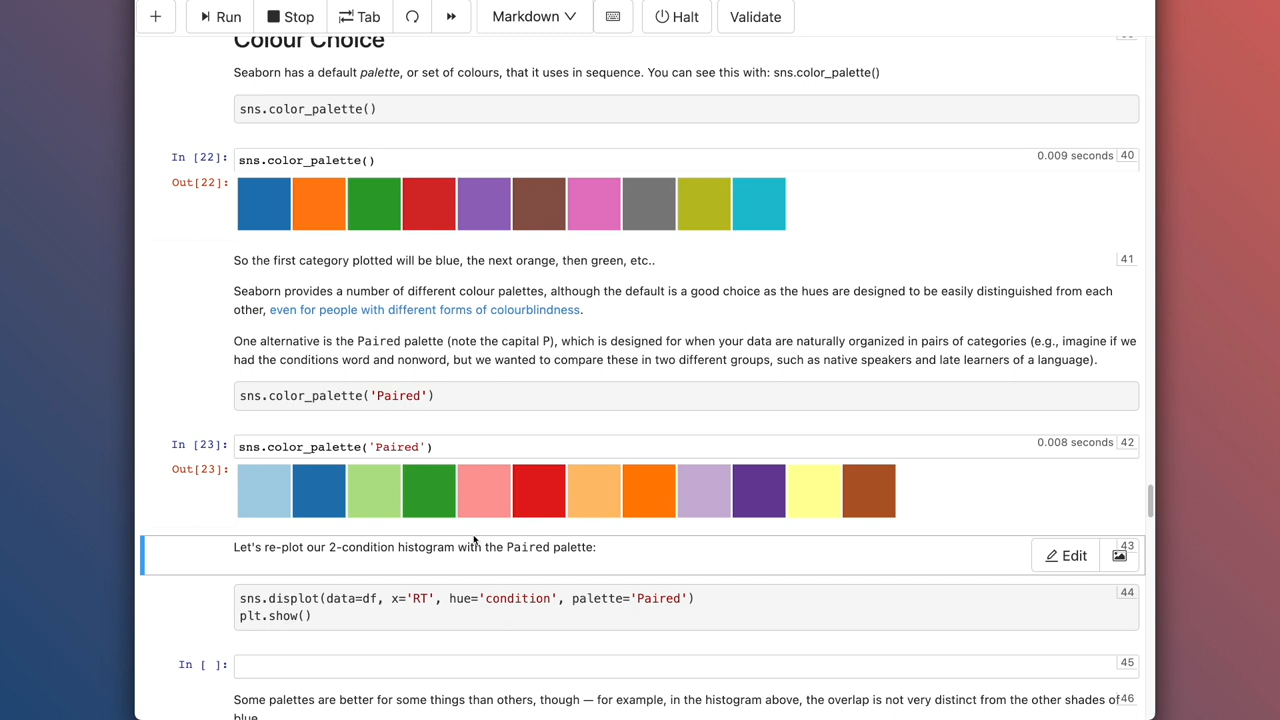 Run Stop Tab Markdown Halt Validate
Colour Choice
Seaborn has a default palette, or set of colours, that it uses in sequence. You can see this with: sns.color_palette()
sns.color_palette()
In [22]: sns.color_palette() 0.009 seconds 40
Out[22]:
So the first category plotted will be blue, the next orange, then green, etc.. 41
Seaborn provides a number of different colour palettes, although the default is a good choice as the hues are designed to be easily distinguished from each
other, even for people with different forms of colourblindness.
One alternative is the Paired palette (note the capital P), which is designed for when your data are naturally organized in pairs of categories (e.g., imagine if we
had the conditions word and nonword, but we wanted to compare these in two different groups, such as native speakers and late learners of a language).
sns.color_palette('Paired')
In [23]: sns.color_palette('Paired') 0.008 seconds 42
Out[23]:
Let's re-plot our 2-condition histogram with the Paired palette: 43
Edit
sns.displot(data=df, x='RT', hue='condition', palette='Paired') 44
plt.show()
In [ ]: 45
Some palettes are better for some things than others, though — for example, in the histogram above, the overlap is not very distinct from the other shades of 46
blue